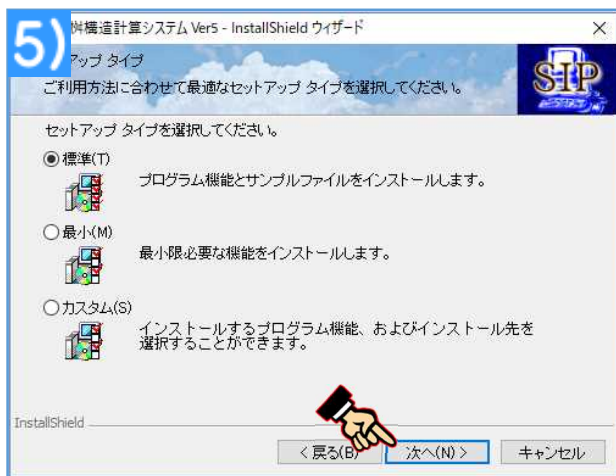 5)
桝構造計算システム Ver5 - InstallShield ウィザード
アップ タイプ
ご利用方法に合わせて最適なセットアップ タイプを選択してください。
SIP
セットアップ タイプを選択してください。
標準(T)
プログラム機能とサンプルファイルをインストールします。
最小(M)
最小限必要な機能をインストールします。
カスタム(S)
インストールするプログラム機能、およびインストール先を
選択することができます。
InstallShield
< 戻る(B)
次へ(N) >
キャンセル